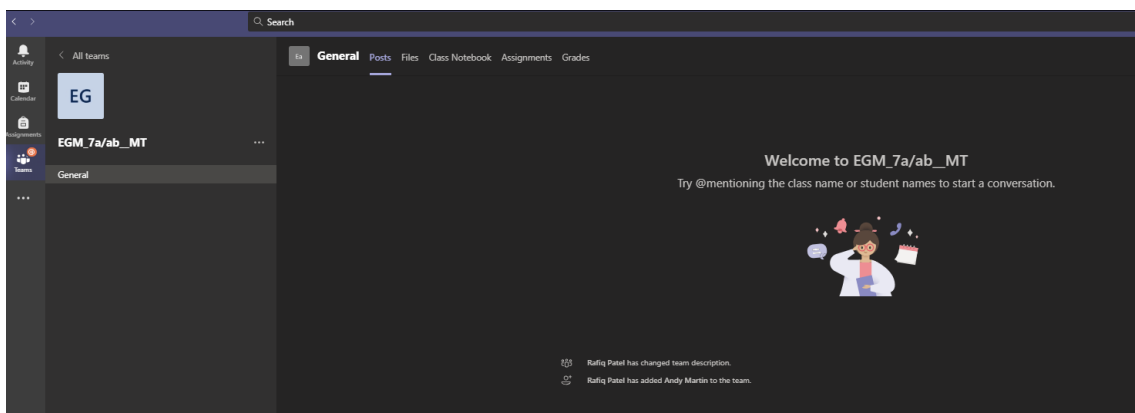 Search
Activity
Calendar
Assignments
Teams
All teams
EG
EGM_7a/ab__MT
General
Ea
General Posts Files Class Notebook Assignments Grades
Welcome to EGM_7a/ab__MT
Try @mentioning the class name or student names to start a conversation.
Rafiq Patel has changed team description.
Rafiq Patel has added Andy Martin to the team.